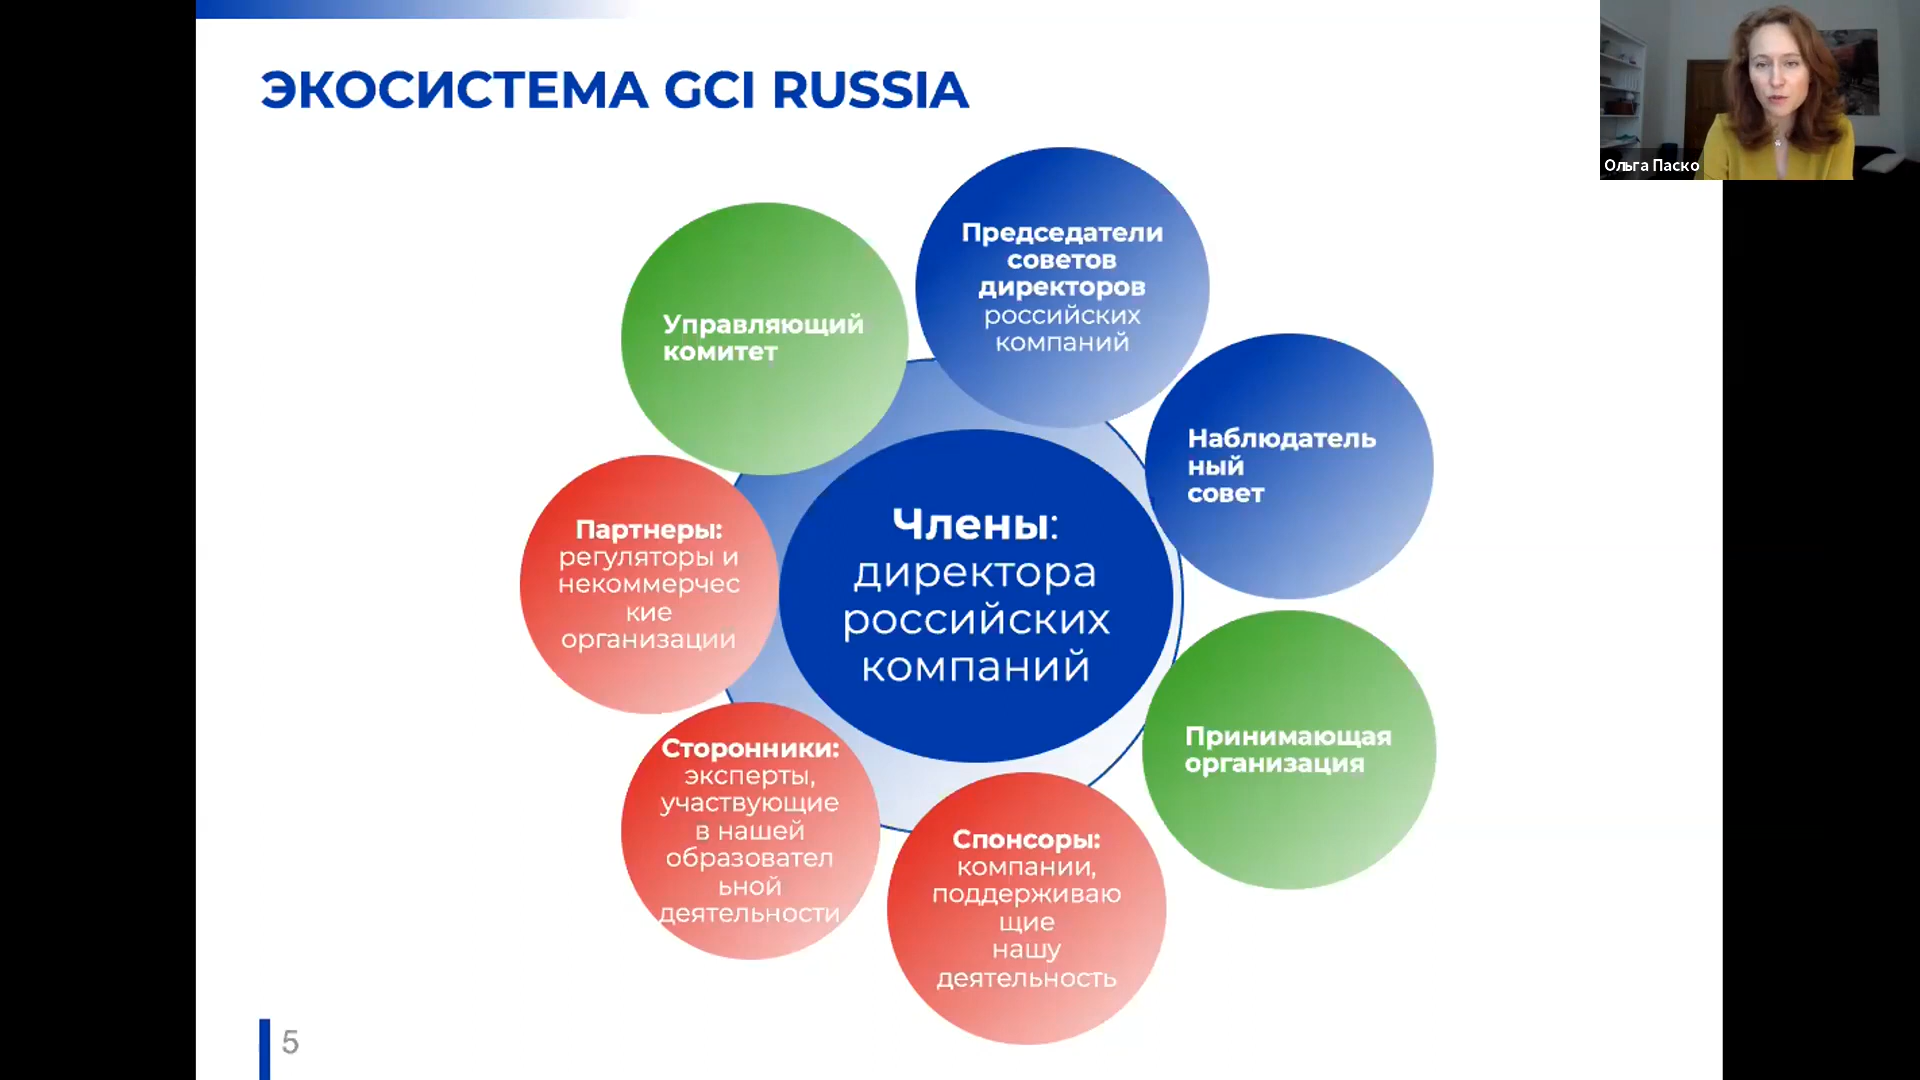 ЭКОСИСТЕМА GCI RUSSIA
Ольга Паско
Председатели
советов
директоров
российских
компаний
Управляющий
комитет
Наблюдатель
ный
совет
Члены:
директора
российских
компаний
Партнеры:
регуляторы и
некоммерчес
кие
организации
Принимающая
организация
Сторонники:
эксперты,
участвующие
в нашей
образовател
ьной
деятельности
Спонсоры:
компании,
поддерживаю
щие
нашу
деятельность
5